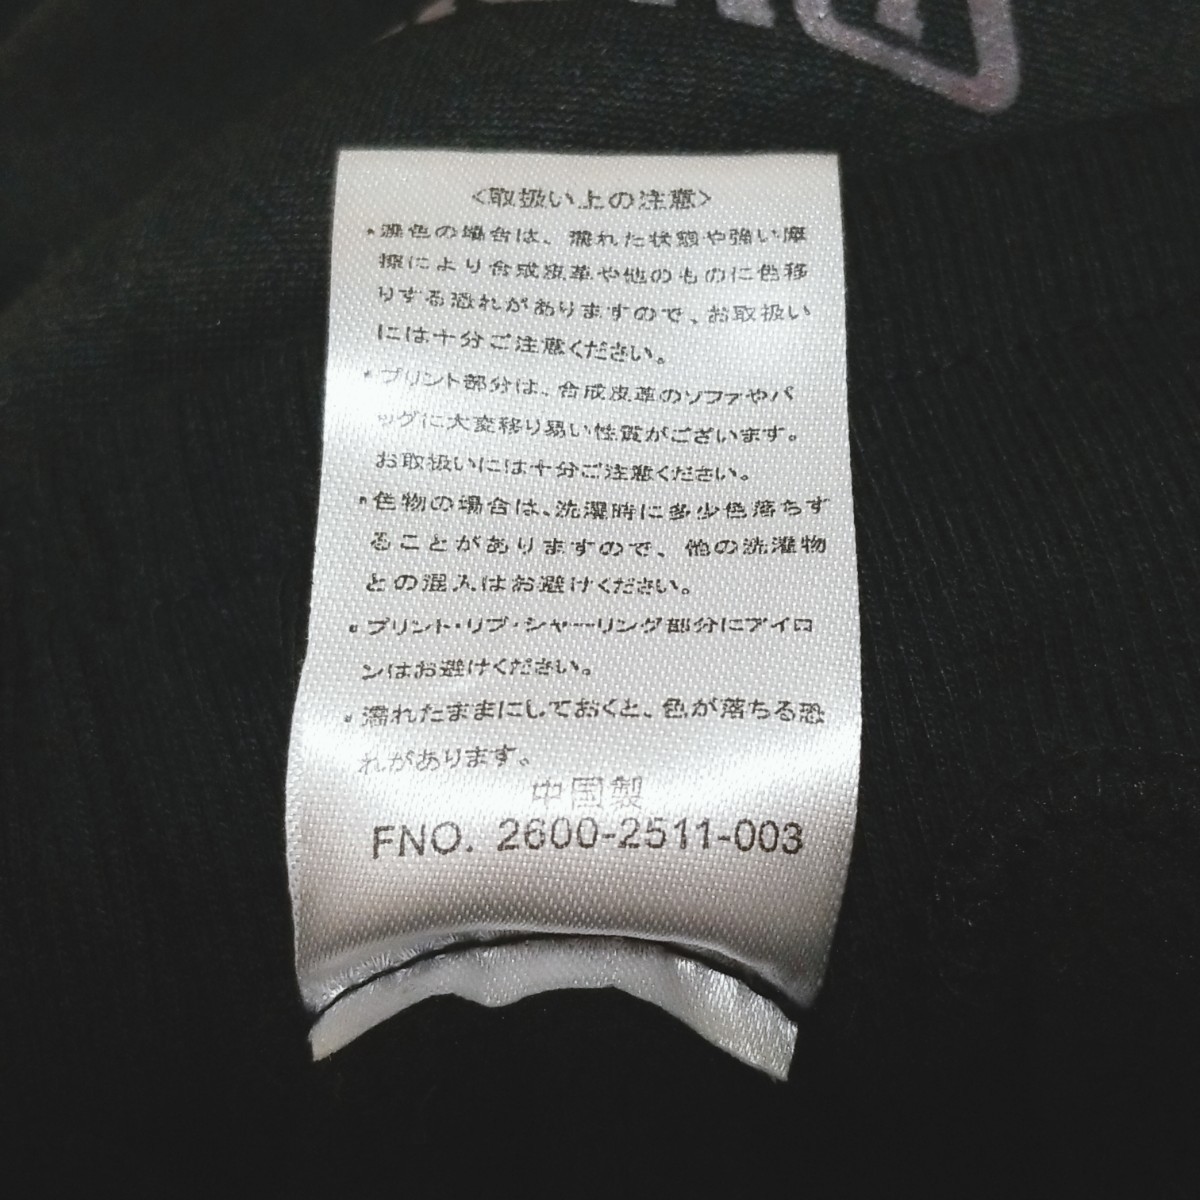 <取扱い上の注意>
・濃色の場合は、濡れた状態や強い摩
擦により合成皮革や他のものに色移
りする恐れがありますので、お取扱い
には十分ご注意ください。
・プリント部分は、合成皮革のソファやバ
ッグに大変移り易い性質がございます。
お取扱いには十分ご注意ください。
・色物の場合は、洗濯時に多少色落ちす
ることがありますので、他の洗濯物
との混入はお避けください。
・プリント・リブ・シャーリング部分にアイロ
ンはお避けください。
・濡れたままにしておくと、色が落ちる恐
れがあります。
中国製
FNO. 2600-2511-003